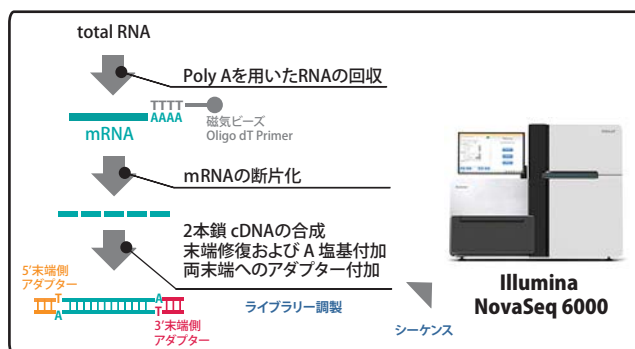 total RNA
Poly Aを用いたRNAの回収
TTTT
AAAA
mRNA
磁気ビーズ
Oligo dT Primer
mRNAの断片化
2本鎖 cDNAの合成
末端修復および A 塩基付加
両末端へのアダプター付加
5’末端側
アダプター
T
A
A
T
3’末端側
アダプター
ライブラリー調製
シーケンス
Illumina
NovaSeq 6000